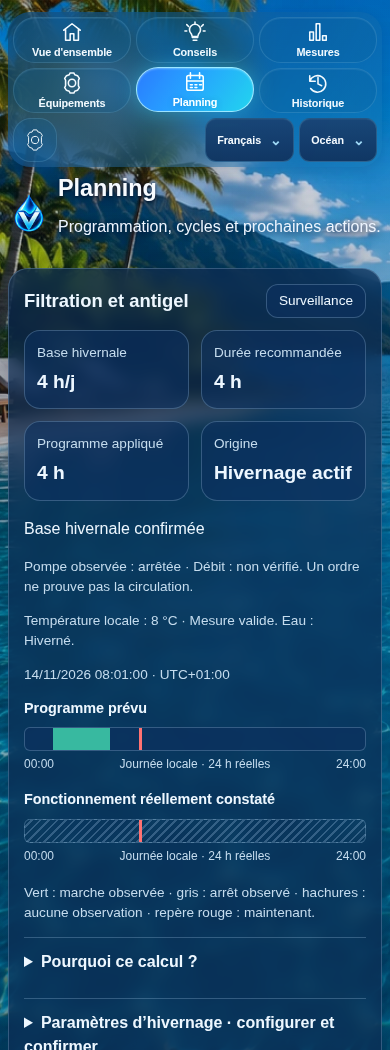 Vue d'ensemble
Conseils
Mesures
Équipements
Planning
Historique
Français
Océan
Planning
Programmation, cycles et prochaines actions.
Filtration et antigel
Surveillance
Base hivernale
4 h/j
Durée recommandée
4 h
Programme appliqué
4 h
Origine
Hivernage actif
Base hivernale confirmée
Pompe observée : arrêtée · Débit : non vérifié. Un ordre
ne prouve pas la circulation.
Température locale : 8 °C · Mesure valide. Eau :
Hiverné.
14/11/2026 08:01:00 · UTC+01:00
Programme prévu
00:00
Journée locale · 24 h réelles
24:00
Fonctionnement réellement constaté
00:00
Journée locale · 24 h réelles
24:00
Vert : marche observée · gris : arrêt observé · hachures :
aucune observation · repère rouge : maintenant.
Pourquoi ce calcul ?
Paramètres d’hivernage · configurer et
confirmer